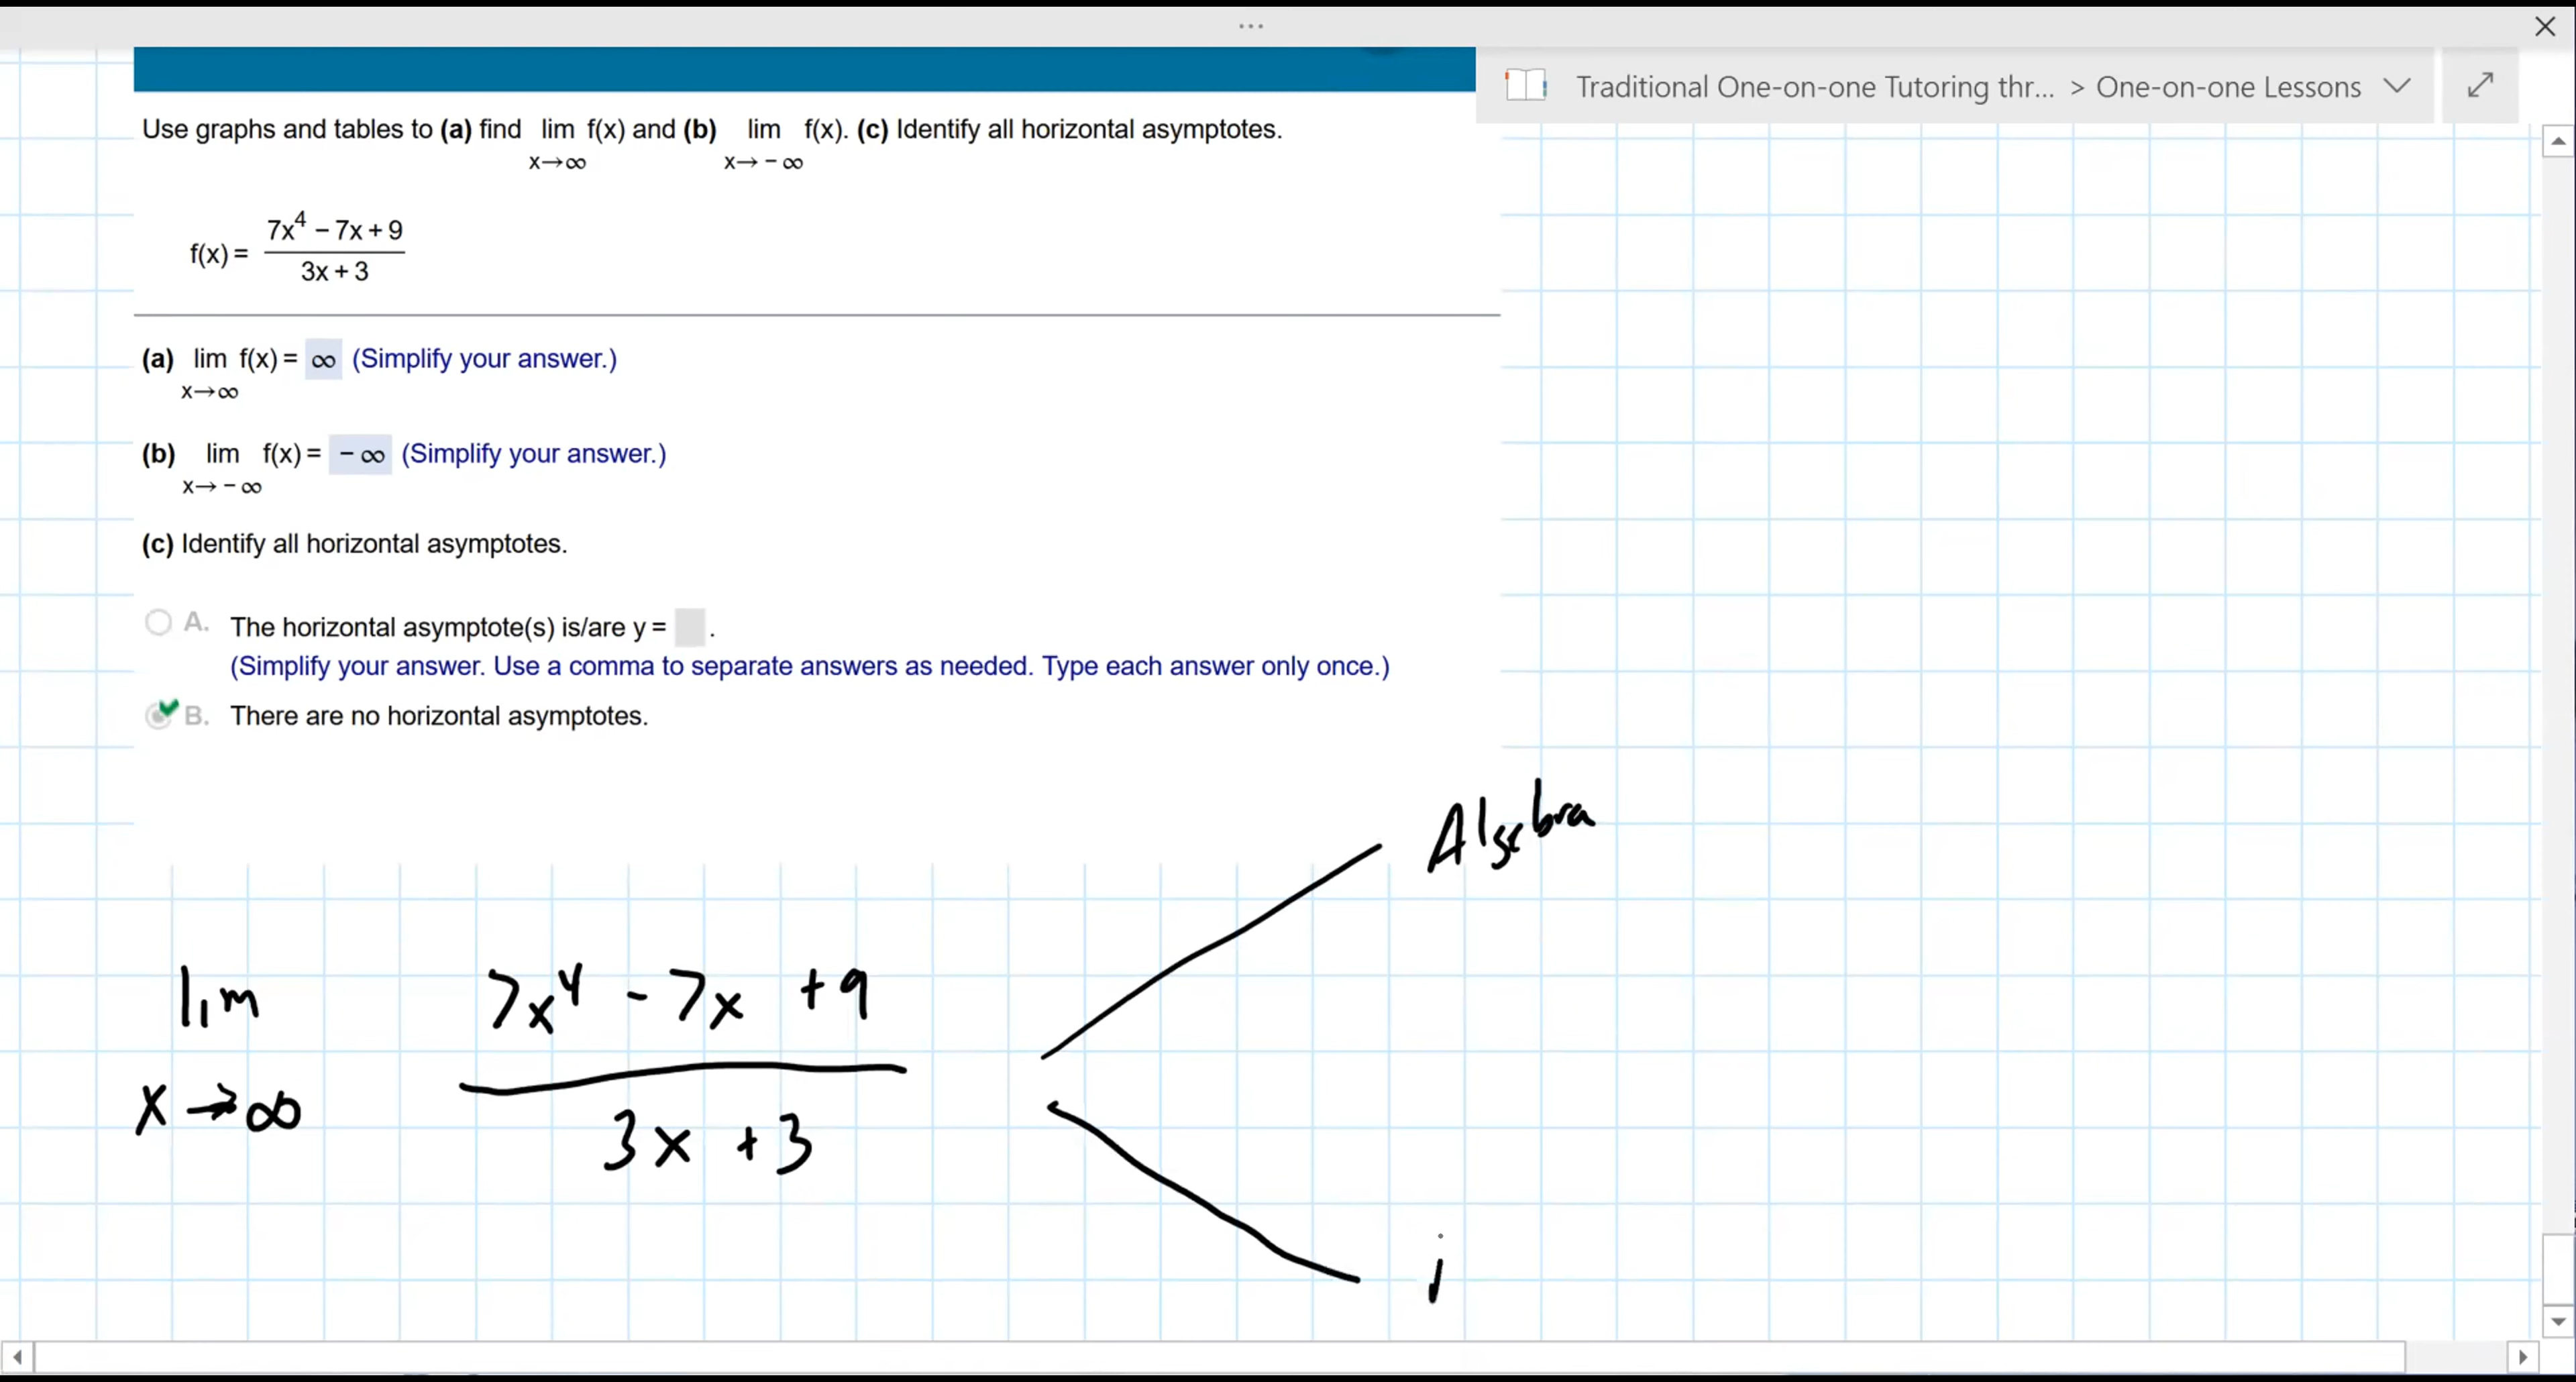 Traditional One-on-one Tutoring thr... > One-on-one Lessons
Use graphs and tables to (a) find lim f(x) and (b) lim f(x). (c) Identify all horizontal asymptotes.
x→∞ x→ − ∞
7x⁴ − 7x + 9
f(x) =
3x + 3
(a) lim f(x) = ∞ (Simplify your answer.)
x→∞
(b) lim f(x) = − ∞ (Simplify your answer.)
x→ − ∞
(c) Identify all horizontal asymptotes.
A. The horizontal asymptote(s) is/are y = .
(Simplify your answer. Use a comma to separate answers as needed. Type each answer only once.)
B. There are no horizontal asymptotes.
Algebra
lim 7x⁴ - 7x + 9
x → ∞ 3x + 3
i